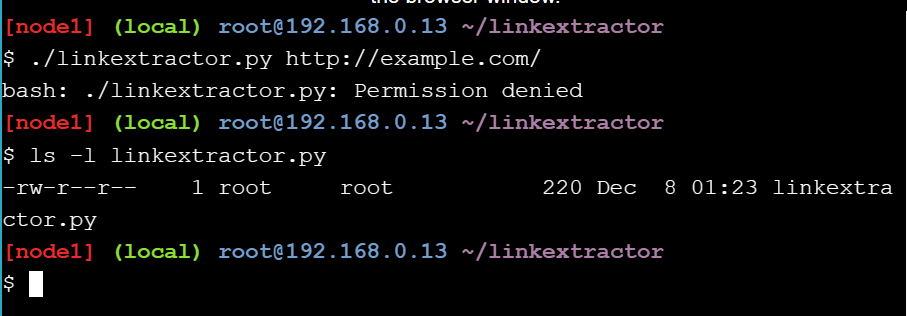 the browser window.
[node1] (local) root@192.168.0.13 ~/linkextractor
$ ./linkextractor.py http://example.com/
bash: ./linkextractor.py: Permission denied
[node1] (local) root@192.168.0.13 ~/linkextractor
$ ls -l linkextractor.py
-rw-r--r--    1 root     root           220 Dec  8 01:23 linkextra
ctor.py
[node1] (local) root@192.168.0.13 ~/linkextractor
$